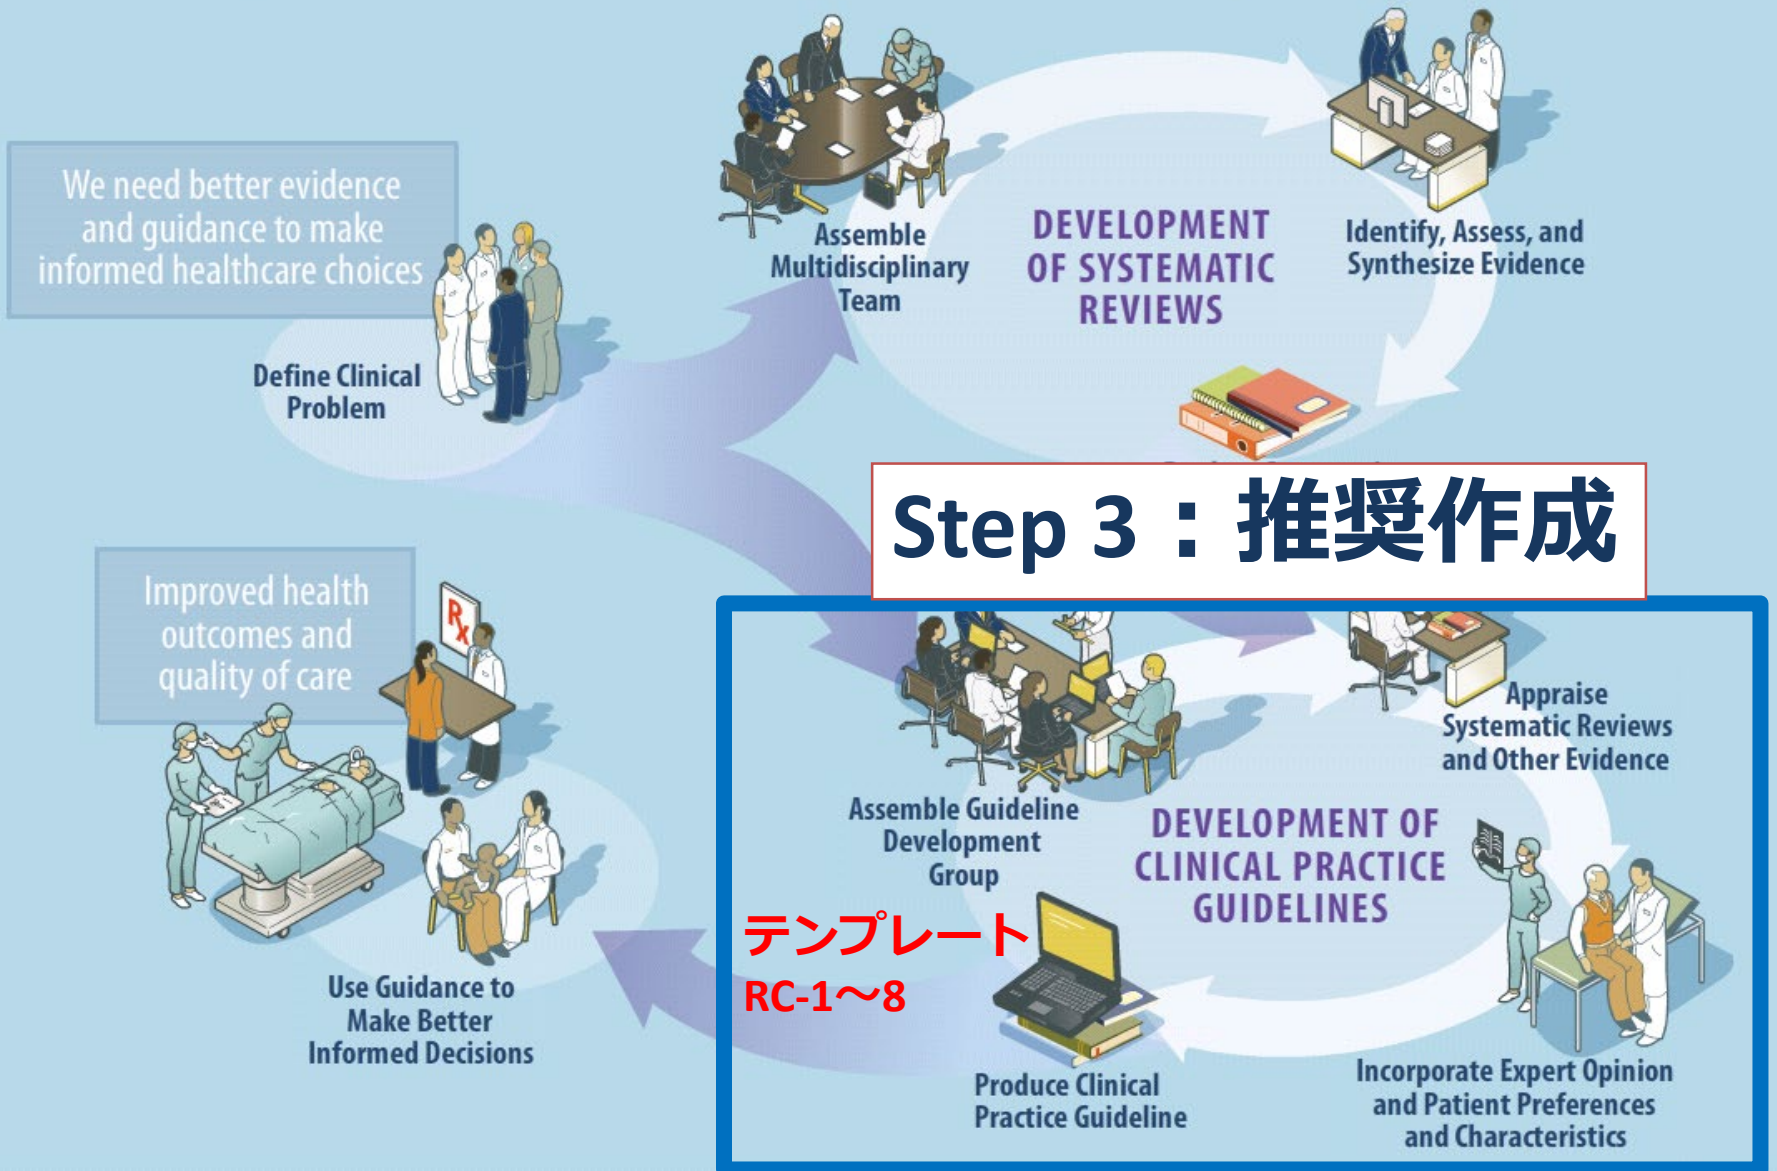 We need better evidence
and guidance to make
informed healthcare choices
Define Clinical
Problem
Assemble
Multidisciplinary
Team
DEVELOPMENT
OF SYSTEMATIC
REVIEWS
Identify, Assess, and
Synthesize Evidence
Step 3：推奨作成
Improved health
outcomes and
quality of care
Rx
Use Guidance to
Make Better
Informed Decisions
Assemble Guideline
Development
Group
DEVELOPMENT OF
CLINICAL PRACTICE
GUIDELINES
Appraise
Systematic Reviews
and Other Evidence
テンプレート
RC-1～8
Produce Clinical
Practice Guideline
Incorporate Expert Opinion
and Patient Preferences
and Characteristics